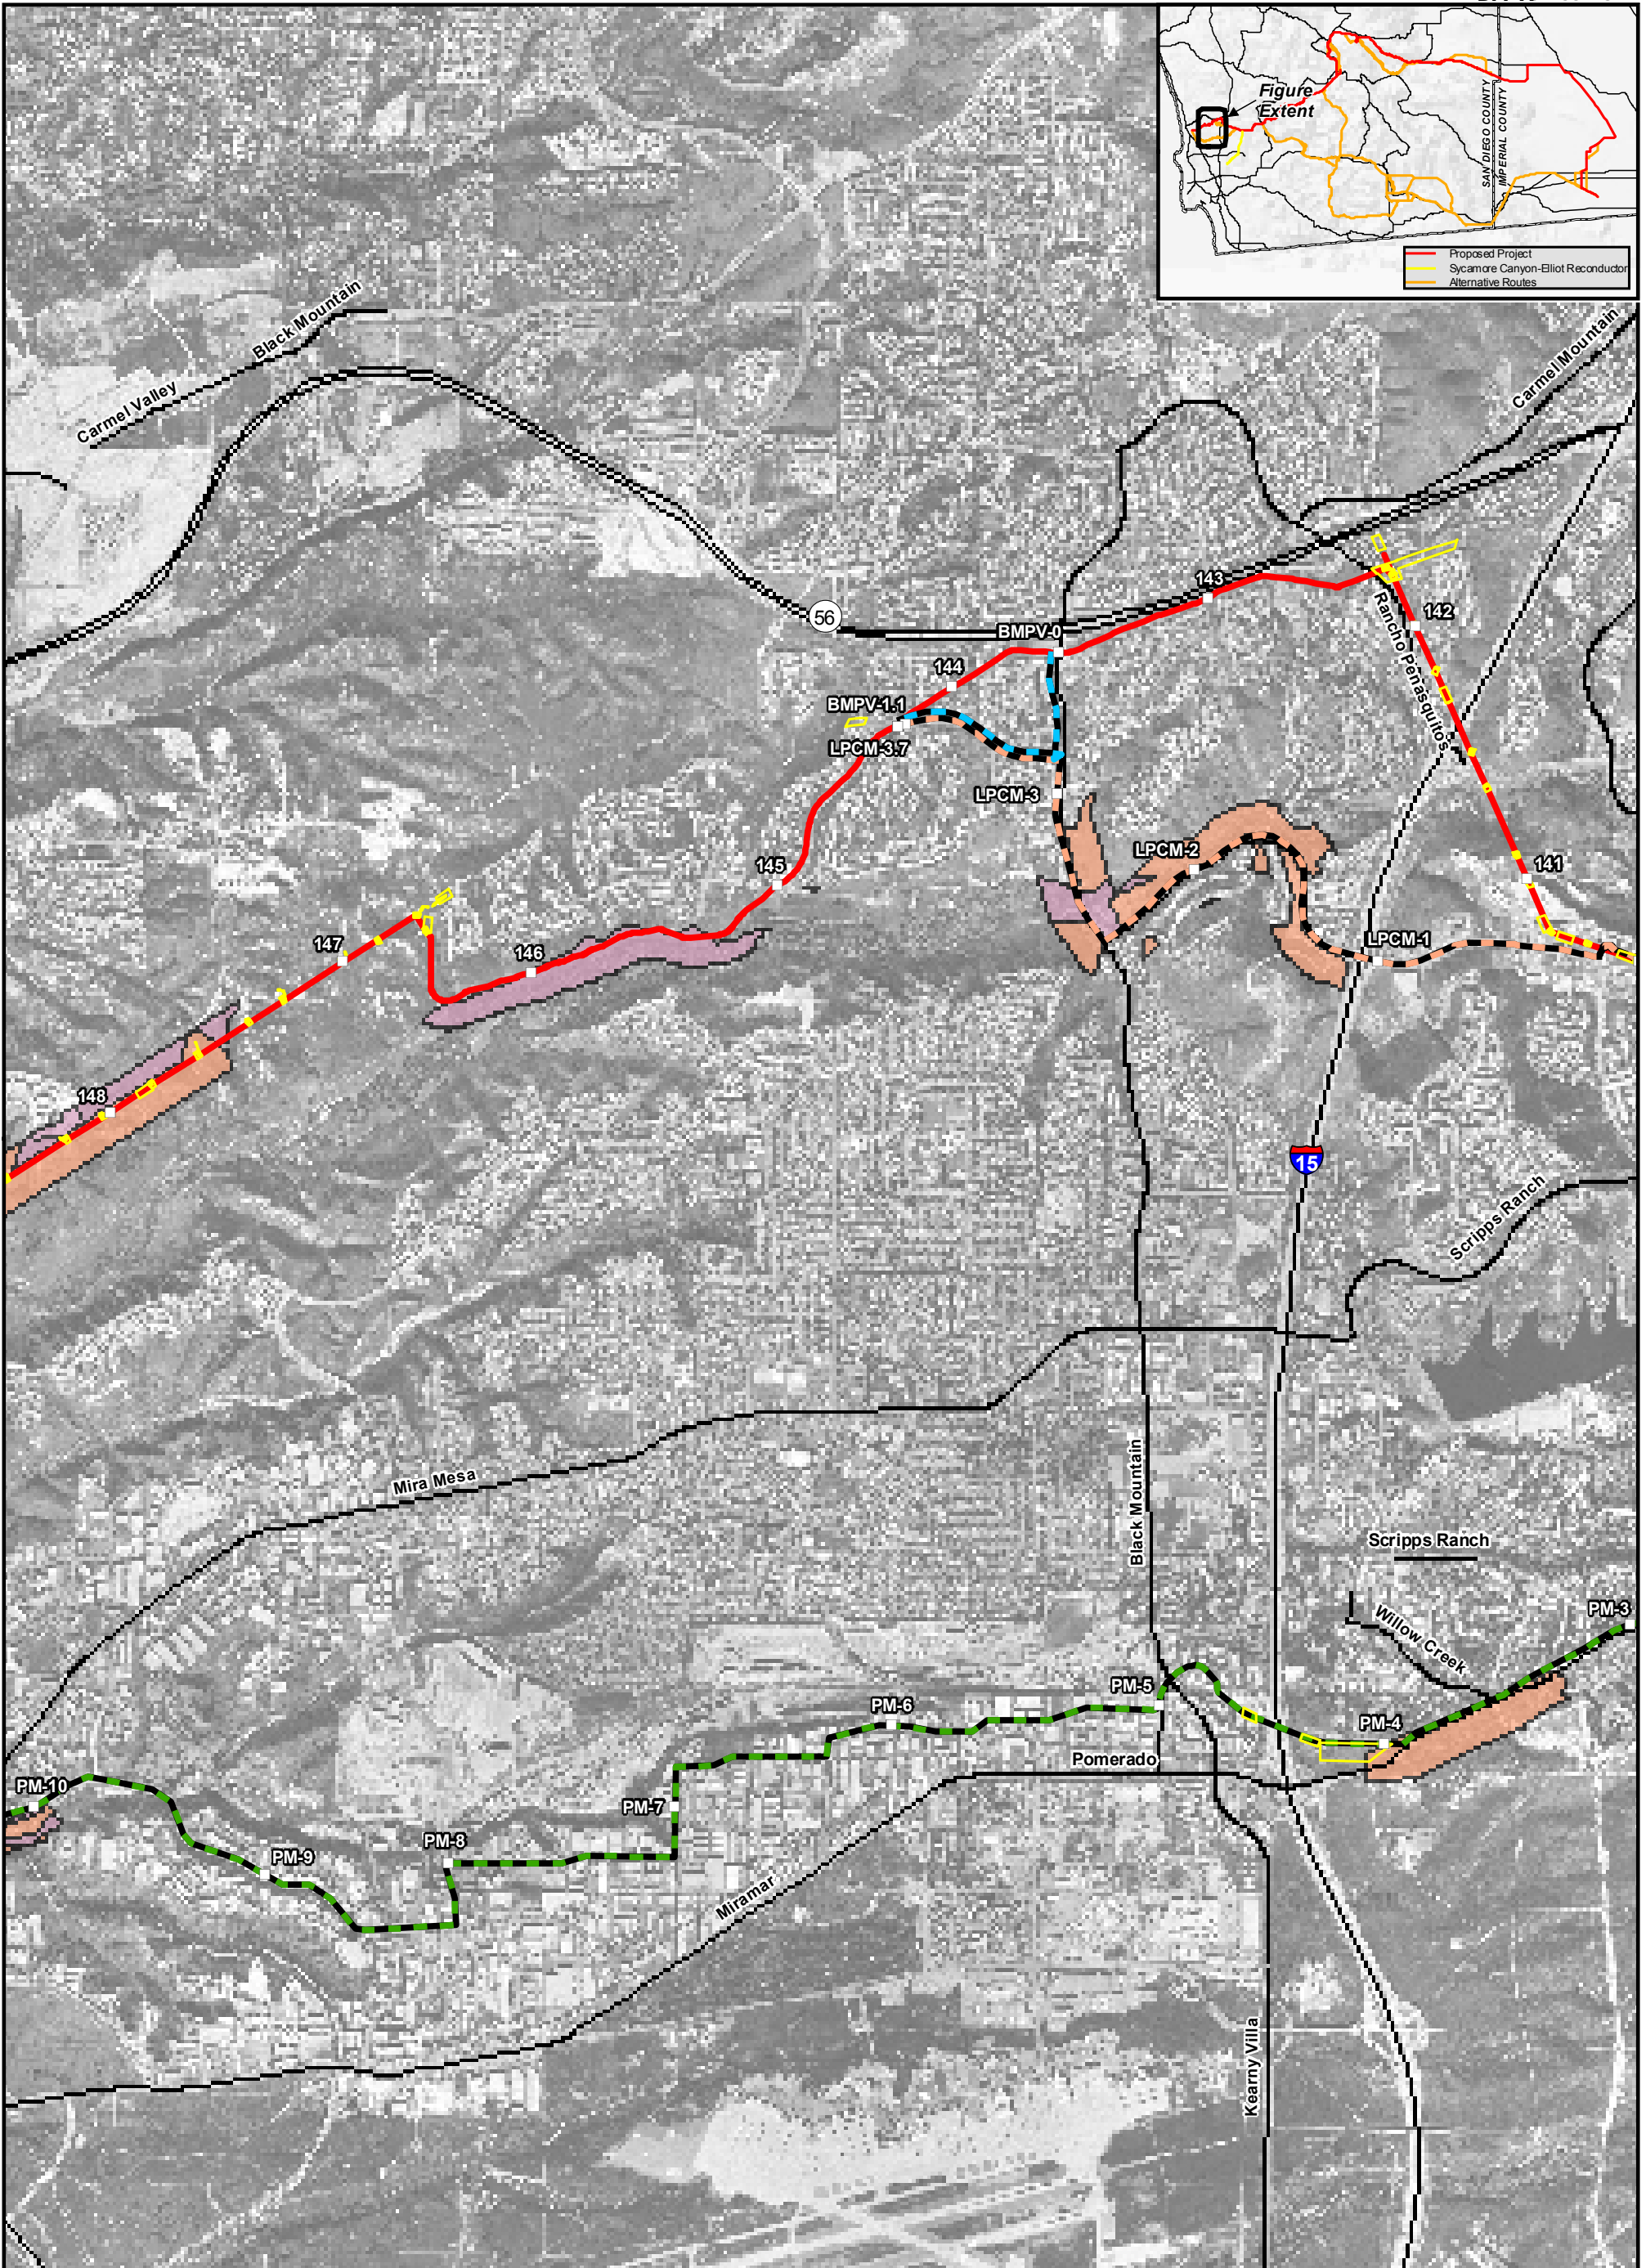 Figure
Extent
SAN DIEGO COUNTY
IMPERIAL COUNTY
Proposed Project
Sycamore Canyon-Elliot Reconductor
Alternative Routes
Black Mountain
Carmel Valley
Carmel Mountain
56
143
BMPV-0
142
Rancho Penasquitos
144
BMPV-1.1
LPCM-3.7
LPCM-3
LPCM-2
145
141
147
146
LPCM-1
148
15
Scripps Ranch
Mira Mesa
Black Mountain
Scripps Ranch
Willow Creek
PM-3
PM-5
PM-6
PM-4
Pomerado
PM-10
PM-7
PM-8
PM-9
Miramar
Kearny Villa